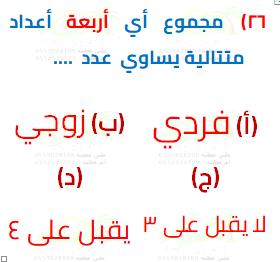 ٢٦) مجموع أي أربعة أعداد
متتالية يساوي عدد ....
(أ) فردي (ب) زوجي
(ج) (د)
لا يقبل على ٣ يقبل على ٤